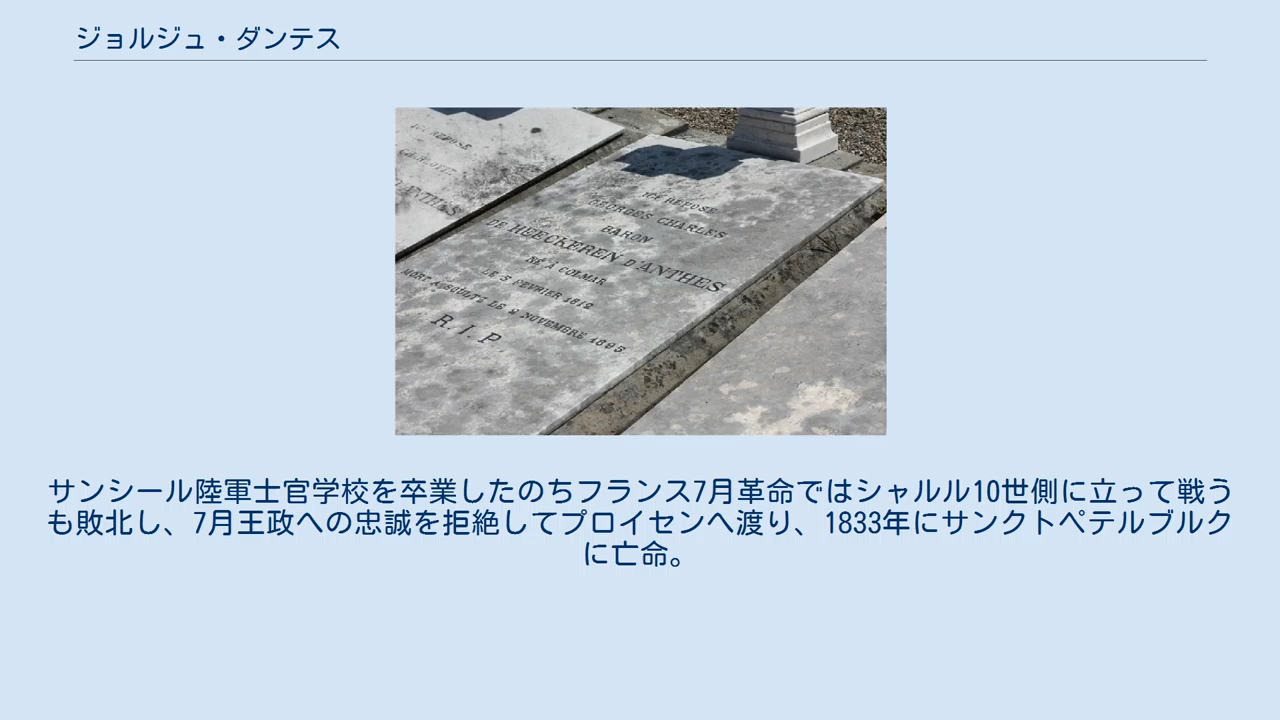 ジョルジュ・ダンテス
ICI REPOSE
D'ANTHES
ICI REPOSE
GEORGES CHARLES
BARON
DE HEECKEREN D'ANTHES
NÉ À COLMAR
LE 5 FEVRIER 1812
MORT ABSOUTE LE 2 NOVEMBRE 1895
R.I.P
サンシール陸軍士官学校を卒業したのちフランス7月革命ではシャルル10世側に立って戦う
も敗北し、7月王政への忠誠を拒絶してプロイセンへ渡り、1833年にサンクトペテルブルク
に亡命。